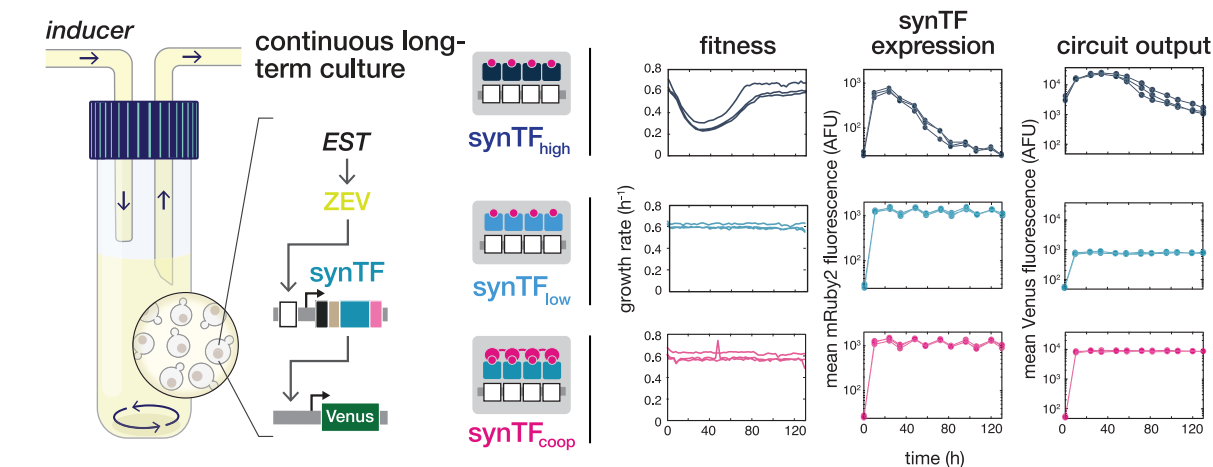 inducer
continuous long-
term culture
EST
ZEV
synTF
Venus
synTFhigh
synTFlow
synTFcoop
fitness
synTF
expression
circuit output
growth rate (h-1)
0.8
0.6
0.4
0.2
0
0.8
0.6
0.4
0.2
0
0.8
0.6
0.4
0.2
0
0 40 80 120
mean mRuby2 fluorescence (AFU)
103
102
103
102
103
102
0 40 80 120
mean Venus fluorescence (AFU)
104
103
102
104
103
102
104
103
102
0 40 80 120
time (h)